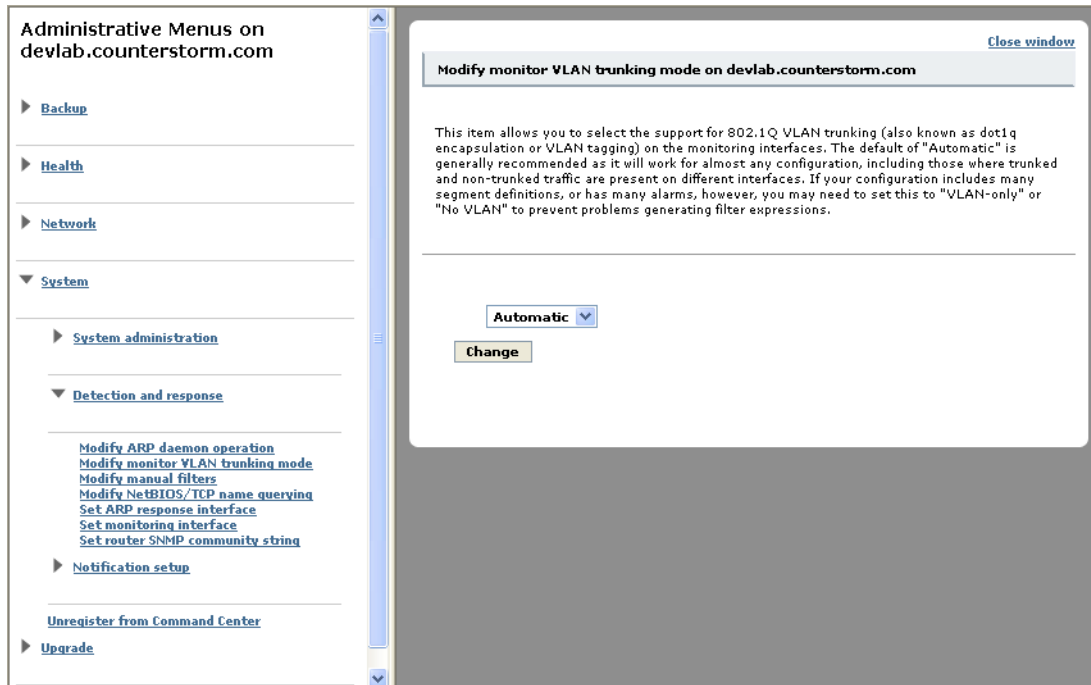 Administrative Menus on
devlab.counterstorm.com
Backup
Health
Network
System
System administration
Detection and response
Modify ARP daemon operation
Modify monitor VLAN trunking mode
Modify manual filters
Modify NetBIOS/TCP name querying
Set ARP response interface
Set monitoring interface
Set router SNMP community string
Notification setup
Unregister from Command Center
Upgrade
Close window
Modify monitor VLAN trunking mode on devlab.counterstorm.com
This item allows you to select the support for 802.1Q VLAN trunking (also known as dot1q
encapsulation or VLAN tagging) on the monitoring interfaces. The default of "Automatic" is
generally recommended as it will work for almost any configuration, including those where trunked
and non-trunked traffic are present on different interfaces. If your configuration includes many
segment definitions, or has many alarms, however, you may need to set this to "VLAN-only" or
"No VLAN" to prevent problems generating filter expressions.
Automatic
Change